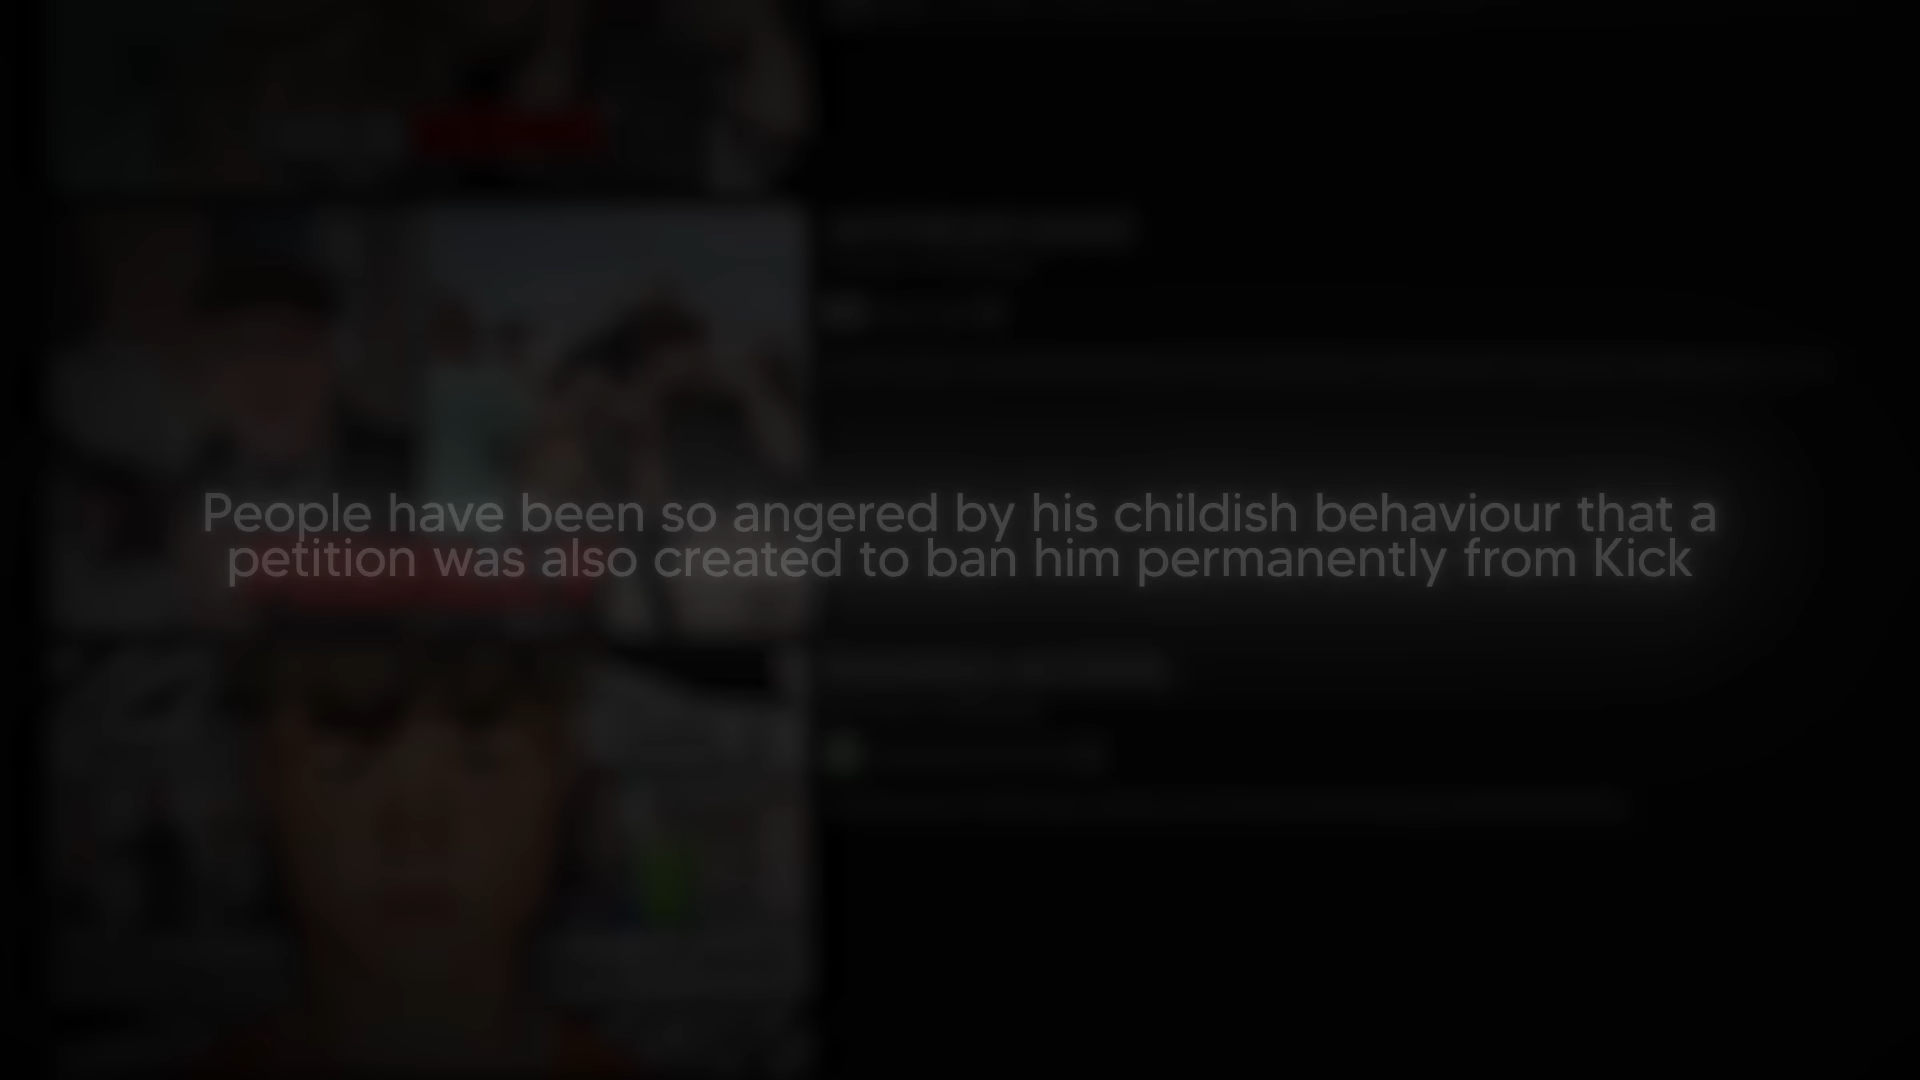 People have been so angered by his childish behaviour that a
petition was also created to ban him permanently from Kick